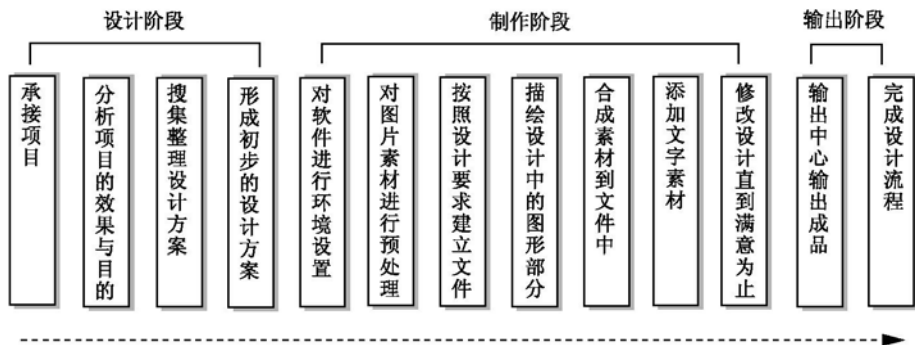 设计阶段
制作阶段
输出阶段
承接项目
分析项目的效果与目的
搜集整理设计方案
形成初步的设计方案
对软件进行环境设置
对图片素材进行预处理
按照设计要求建立文件
描绘设计中的图形部分
合成素材到文件中
添加文字素材
修改设计直到满意为止
输出中心输出成品
完成设计流程